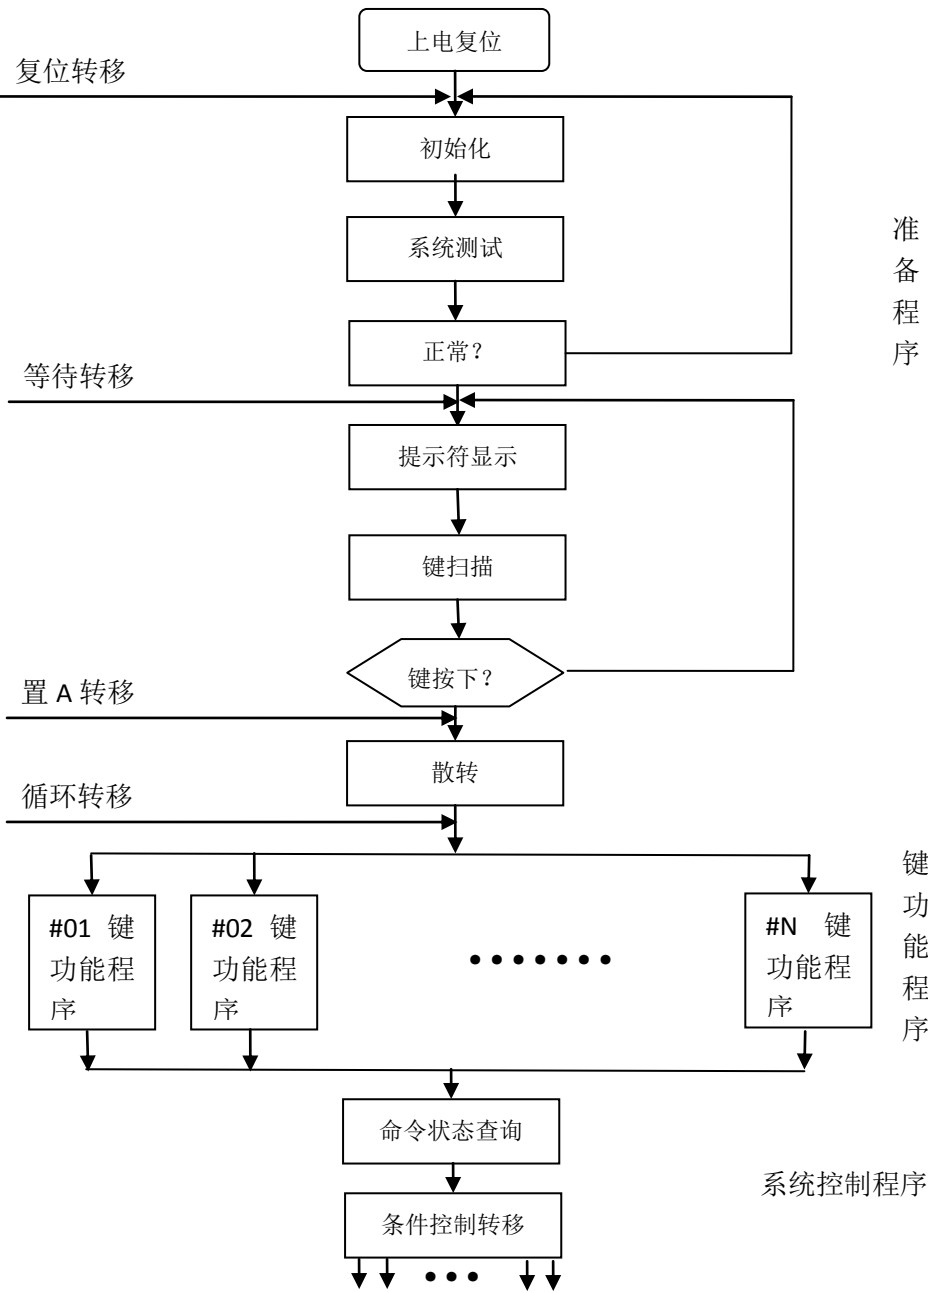 上电复位
复位转移
初始化
系统测试
正常？
等待转移
提示符显示
键扫描
键按下？
置 A 转移
散转
循环转移
准
备
程
序
#01 键
功能程
序
#02 键
功能程
序
#N 键
功能程
序
键
功
能
程
序
命令状态查询
系统控制程序
条件控制转移